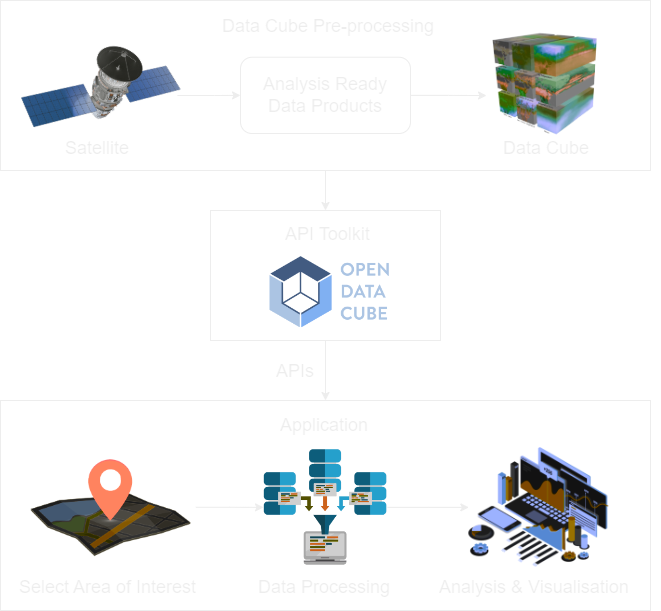 Data Cube Pre-processing
Analysis Ready
Data Products
Satellite
Data Cube
API Toolkit
OPEN
DATA
CUBE
APIs
Application
Select Area of Interest
Data Processing
Analysis & Visualisation